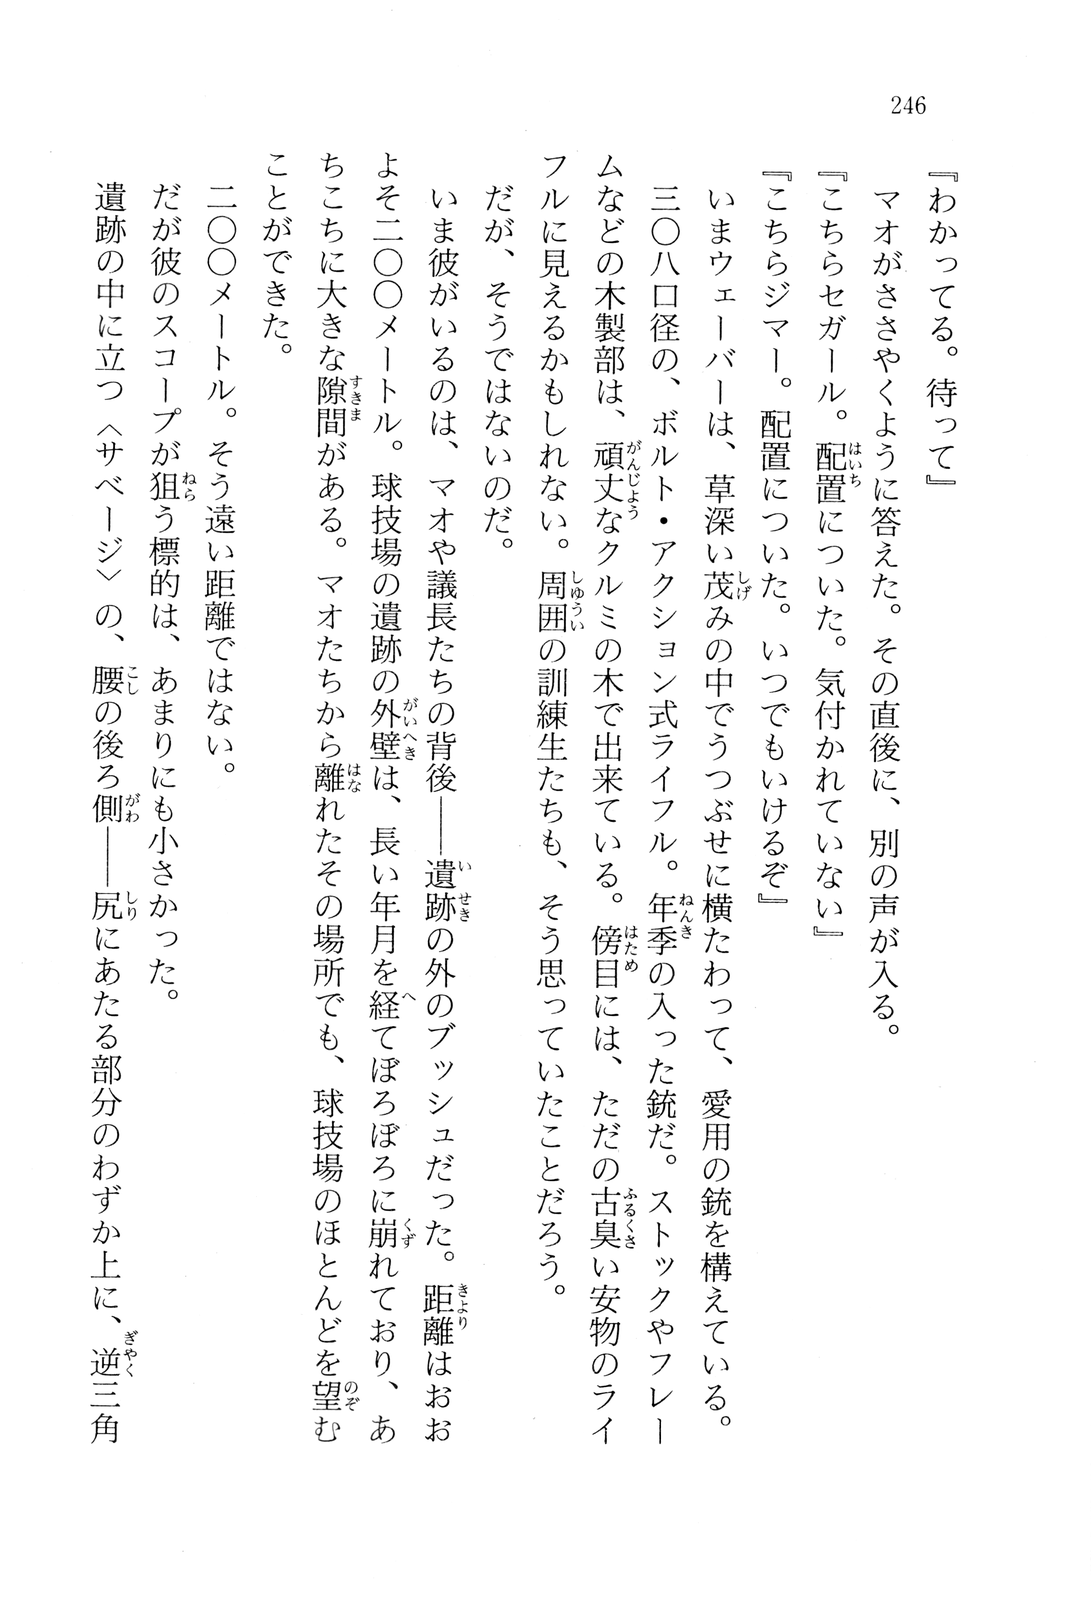 246
『わかってる。待って』
マオがささやくように答えた。その直後に、別の声が入る。
『こちらセガール。配置についた。気付かれていない』
『こちらジマー。配置についた。いつでもいけるぞ』
いまウェーバーは、草深い茂みの中でうつぶせに横たわって、愛用の銃を構えている。
三〇八口径の、ボルト・アクション式ライフル。年季の入った銃だ。ストックやフレー
ムなどの木製部は、頑丈なクルミの木で出来ている。傍目には、ただの古臭い安物のライ
フルに見えるかもしれない。周囲の訓練生たちも、そう思っていたことだろう。
だが、そうではないのだ。
いま彼がいるのは、マオや議長たちの背後――遺跡の外のブッシュだった。距離はおお
よそ二〇〇メートル。球技場の遺跡の外壁は、長い年月を経てぼろぼろに崩れており、あ
ちこちに大きな隙間がある。マオたちから離れたその場所でも、球技場のほとんどを望む
ことができた。
二〇〇メートル。そう遠い距離ではない。
だが彼のスコープが狙う標的は、あまりにも小さかった。
遺跡の中に立つ〈サベージ〉の、腰の後ろ側――尻にあたる部分のわずか上に、逆三角